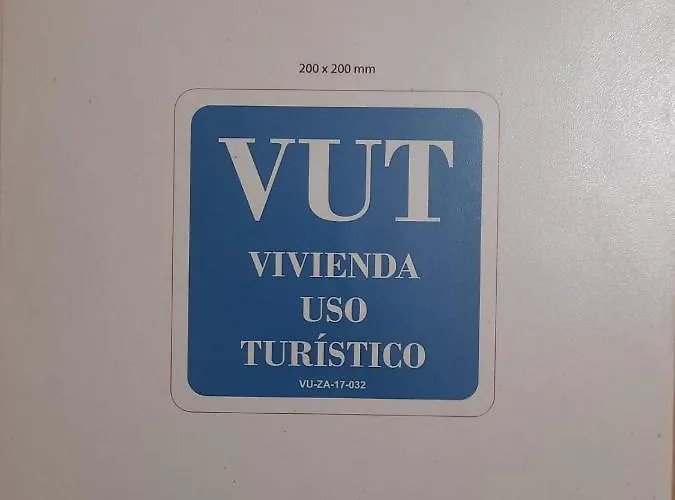 200 x 200 mm
VUT
VIVIENDA
USO
TURÍSTICO
VU-ZA-17-032